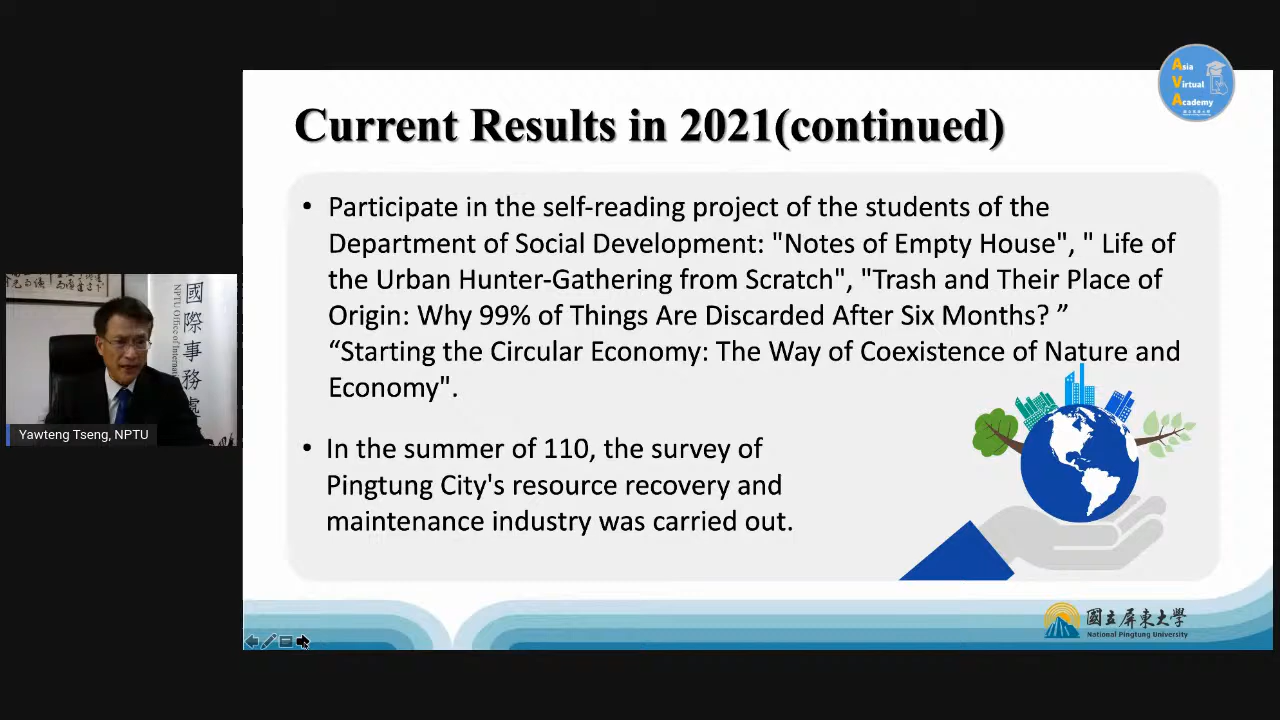 Asia
Virtual
Academy
Current Results in 2021(continued)
• Participate in the self-reading project of the students of the
Department of Social Development: "Notes of Empty House", " Life of
the Urban Hunter-Gathering from Scratch", "Trash and Their Place of
Origin: Why 99% of Things Are Discarded After Six Months? ”
“Starting the Circular Economy: The Way of Coexistence of Nature and
Economy".
• In the summer of 110, the survey of
Pingtung City's resource recovery and
maintenance industry was carried out.
國際事務處
NPTU Office of
Yawteng Tseng, NPTU
國立屏東大學
National Pingtung University